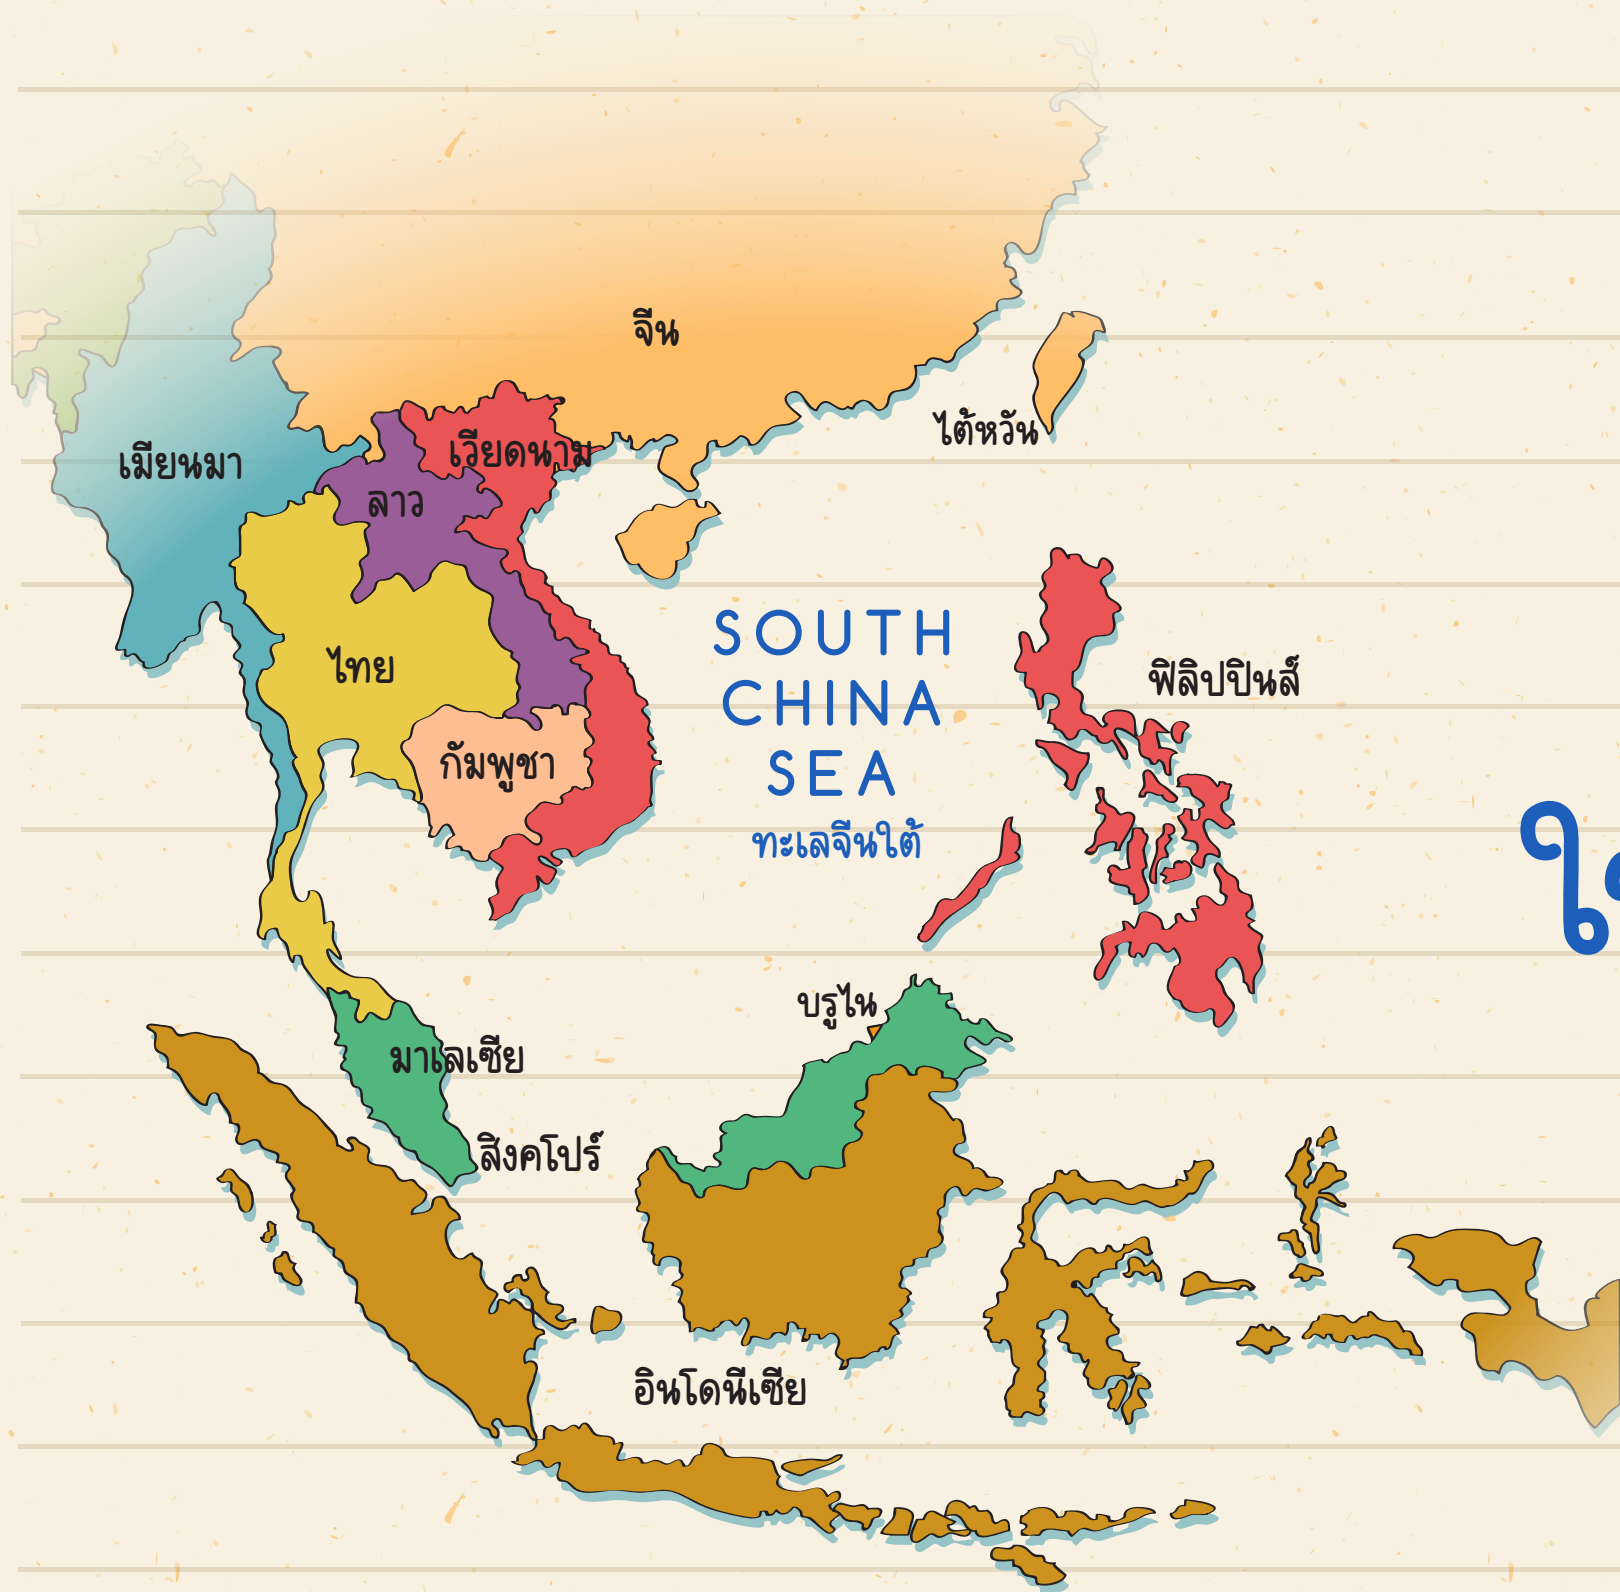 จีน
ไต้หวัน
เวียดนาม
เมียนมา
ลาว
SOUTH
CHINA
SEA
ทะเลจีนใต้
ไทย
ฟิลิปปินส์
กัมพูชา
บรูไน
มาเลเซีย
สิงคโปร์
อินโดนีเซีย